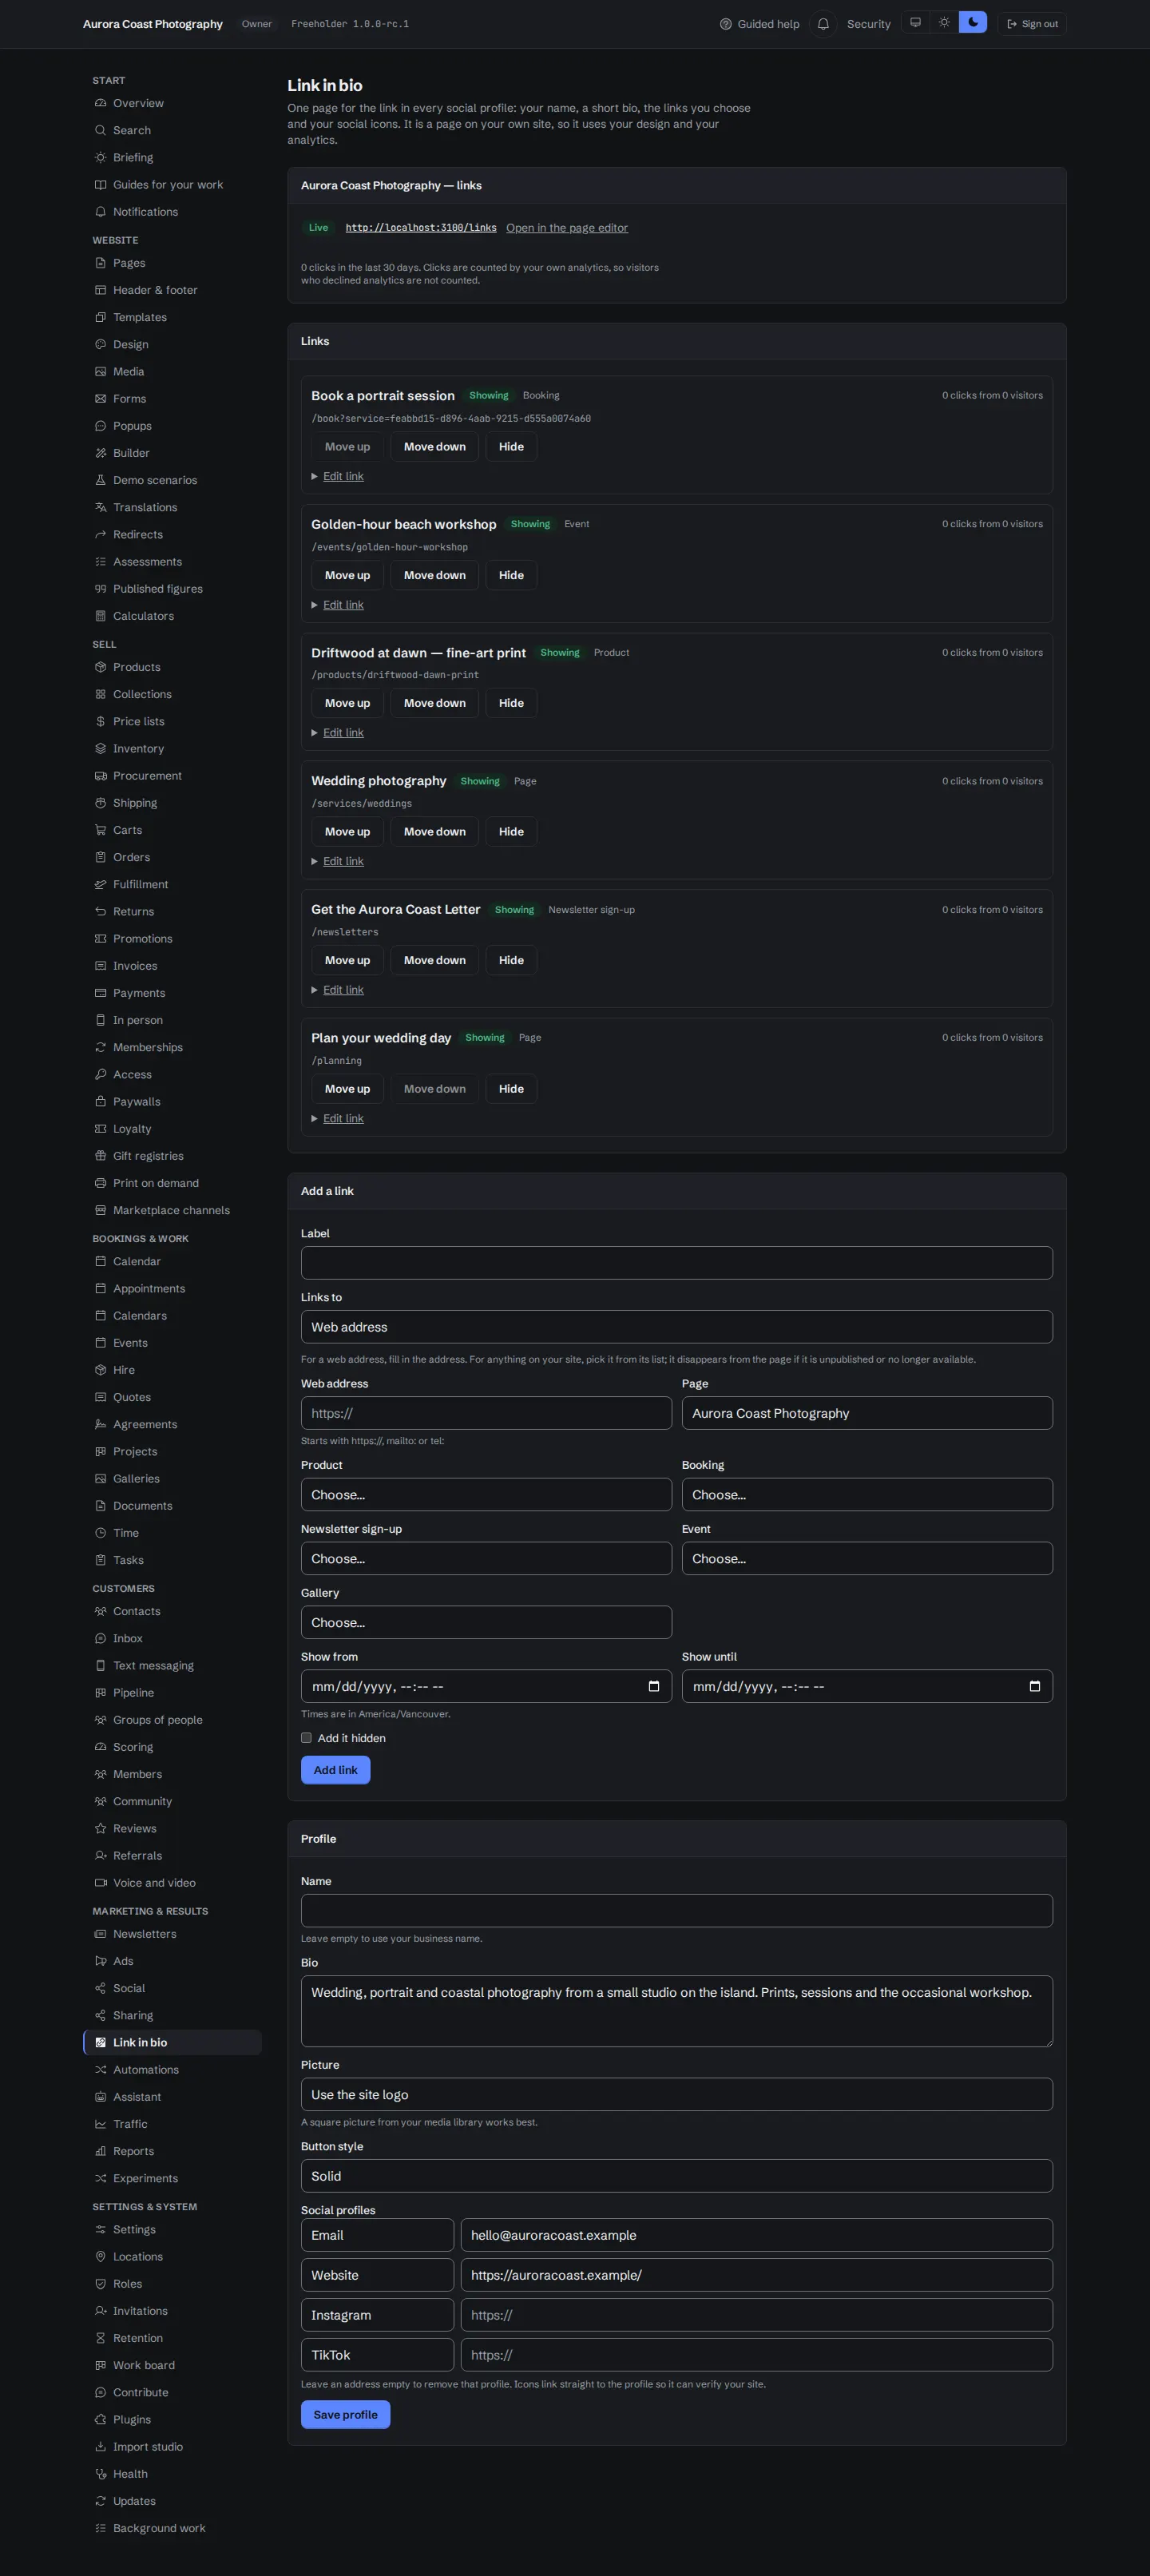 Aurora Coast Photography Owner Freeholder 1.0.0-rc.1 Guided help Security Sign out
START
Overview
Search
Briefing
Guides for your work
Notifications
WEBSITE
Pages
Header & footer
Templates
Design
Media
Forms
Popups
Builder
Demo scenarios
Translations
Redirects
Assessments
Published figures
Calculators
SELL
Products
Collections
Price lists
Inventory
Procurement
Shipping
Carts
Orders
Fulfillment
Returns
Promotions
Invoices
Payments
In person
Memberships
Access
Paywalls
Loyalty
Gift registries
Print on demand
Marketplace channels
BOOKINGS & WORK
Calendar
Appointments
Calendars
Events
Hire
Quotes
Agreements
Projects
Galleries
Documents
Time
Tasks
CUSTOMERS
Contacts
Inbox
Text messaging
Pipeline
Groups of people
Scoring
Members
Community
Reviews
Referrals
Voice and video
MARKETING & RESULTS
Newsletters
Ads
Social
Sharing
Link in bio
Automations
Assistant
Traffic
Reports
Experiments
SETTINGS & SYSTEM
Settings
Locations
Roles
Invitations
Retention
Work board
Contribute
Plugins
Import studio
Health
Updates
Background work
Link in bio
One page for the link in every social profile: your name, a short bio, the links you choose
and your social icons. It is a page on your own site, so it uses your design and your
analytics.
Aurora Coast Photography — links
Live http://localhost:3100/links Open in the page editor
0 clicks in the last 30 days. Clicks are counted by your own analytics, so visitors
who declined analytics are not counted.
Links
Book a portrait session Showing Booking 0 clicks from 0 visitors
/book?service=feabbd15-d896-4aab-9215-d555a0074a60
Move up Move down Hide
Edit link
Golden-hour beach workshop Showing Event 0 clicks from 0 visitors
/events/golden-hour-workshop
Move up Move down Hide
Edit link
Driftwood at dawn — fine-art print Showing Product 0 clicks from 0 visitors
/products/driftwood-dawn-print
Move up Move down Hide
Edit link
Wedding photography Showing Page 0 clicks from 0 visitors
/services/weddings
Move up Move down Hide
Edit link
Get the Aurora Coast Letter Showing Newsletter sign-up 0 clicks from 0 visitors
/newsletters
Move up Move down Hide
Edit link
Plan your wedding day Showing Page 0 clicks from 0 visitors
/planning
Move up Move down Hide
Edit link
Add a link
Label
Links to
Web address
For a web address, fill in the address. For anything on your site, pick it from its list; it disappears from the page if it is unpublished or no longer available.
Web address Page
https:// Aurora Coast Photography
Starts with https://, mailto: or tel:
Product Booking
Choose... Choose...
Newsletter sign-up Event
Choose... Choose...
Gallery
Choose...
Show from Show until
mm/dd/yyyy, --:-- -- mm/dd/yyyy, --:-- --
Times are in America/Vancouver.
Add it hidden
Add link
Profile
Name
Leave empty to use your business name.
Bio
Wedding, portrait and coastal photography from a small studio on the island. Prints, sessions and the occasional workshop.
Picture
Use the site logo
A square picture from your media library works best.
Button style
Solid
Social profiles
Email hello@auroracoast.example
Website https://auroracoast.example/
Instagram https://
TikTok https://
Leave an address empty to remove that profile. Icons link straight to the profile so it can verify your site.
Save profile